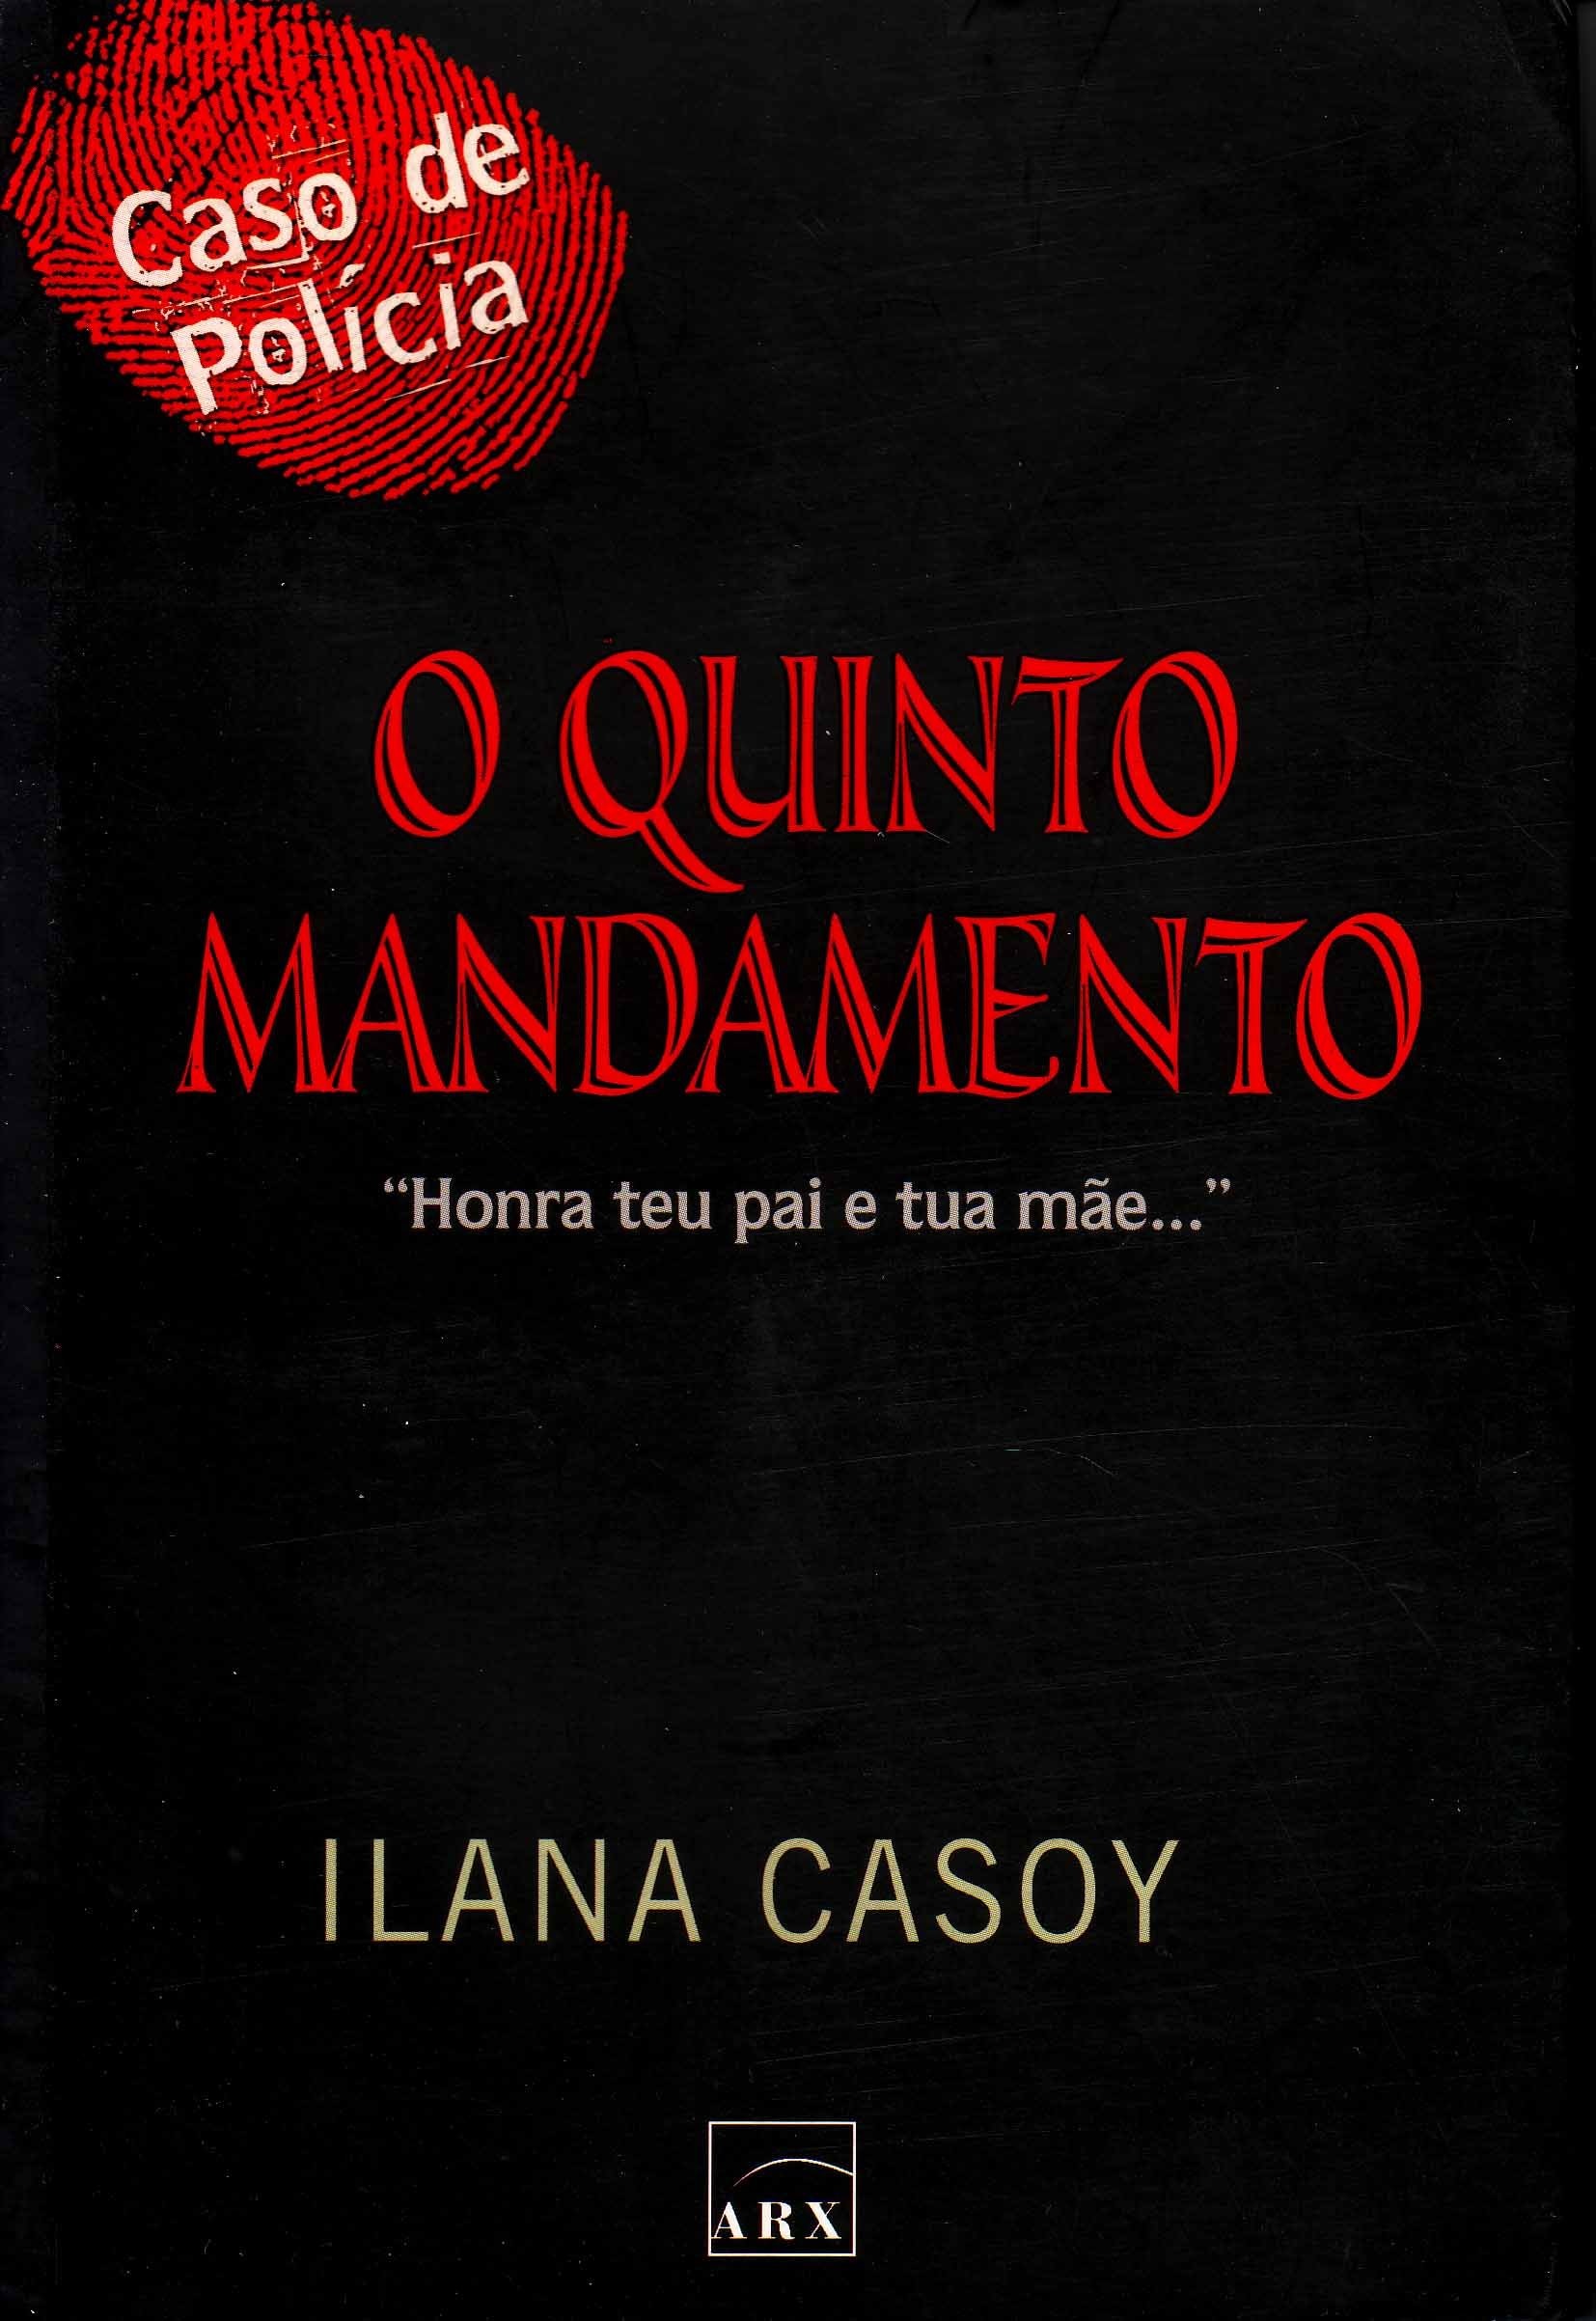 Caso de
Polícia
O QUINTO
MANDAMENTO
“Honra teu pai e tua mãe...”
ILANA CASOY
ARX